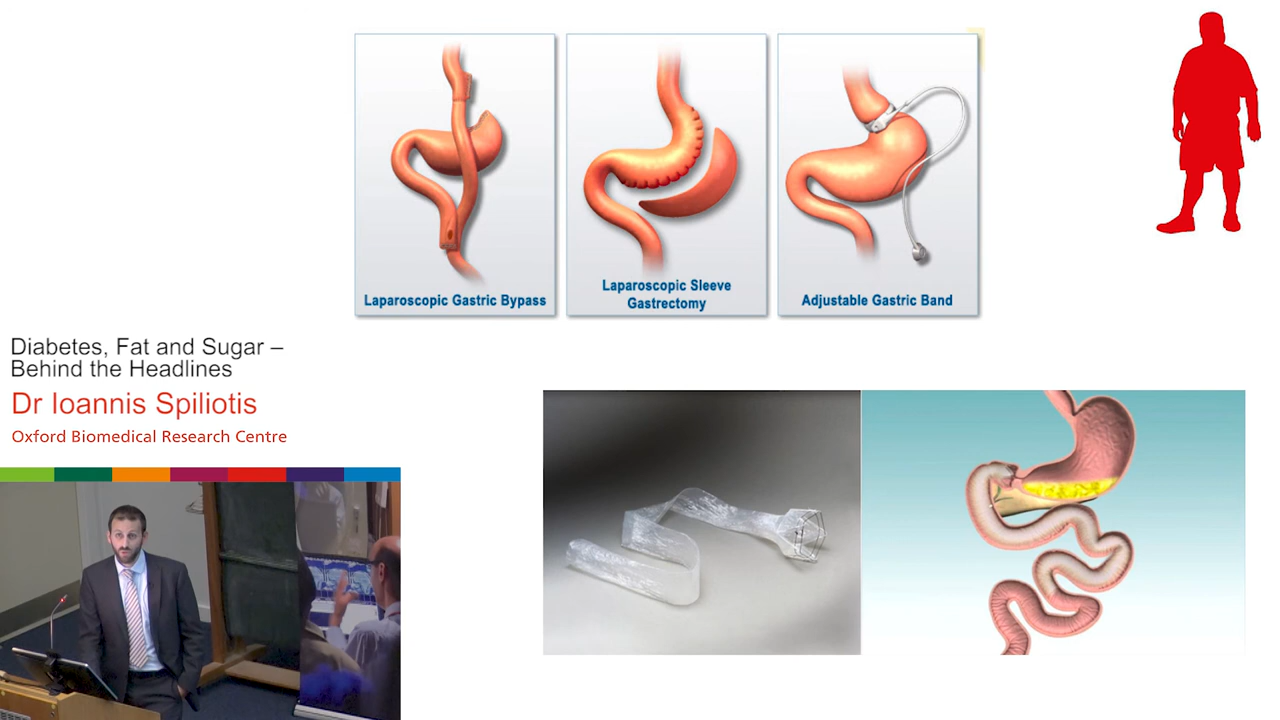 Laparoscopic Gastric Bypass
Laparoscopic Sleeve
Gastrectomy
Adjustable Gastric Band
Diabetes, Fat and Sugar –
Behind the Headlines
Dr Ioannis Spiliotis
Oxford Biomedical Research Centre